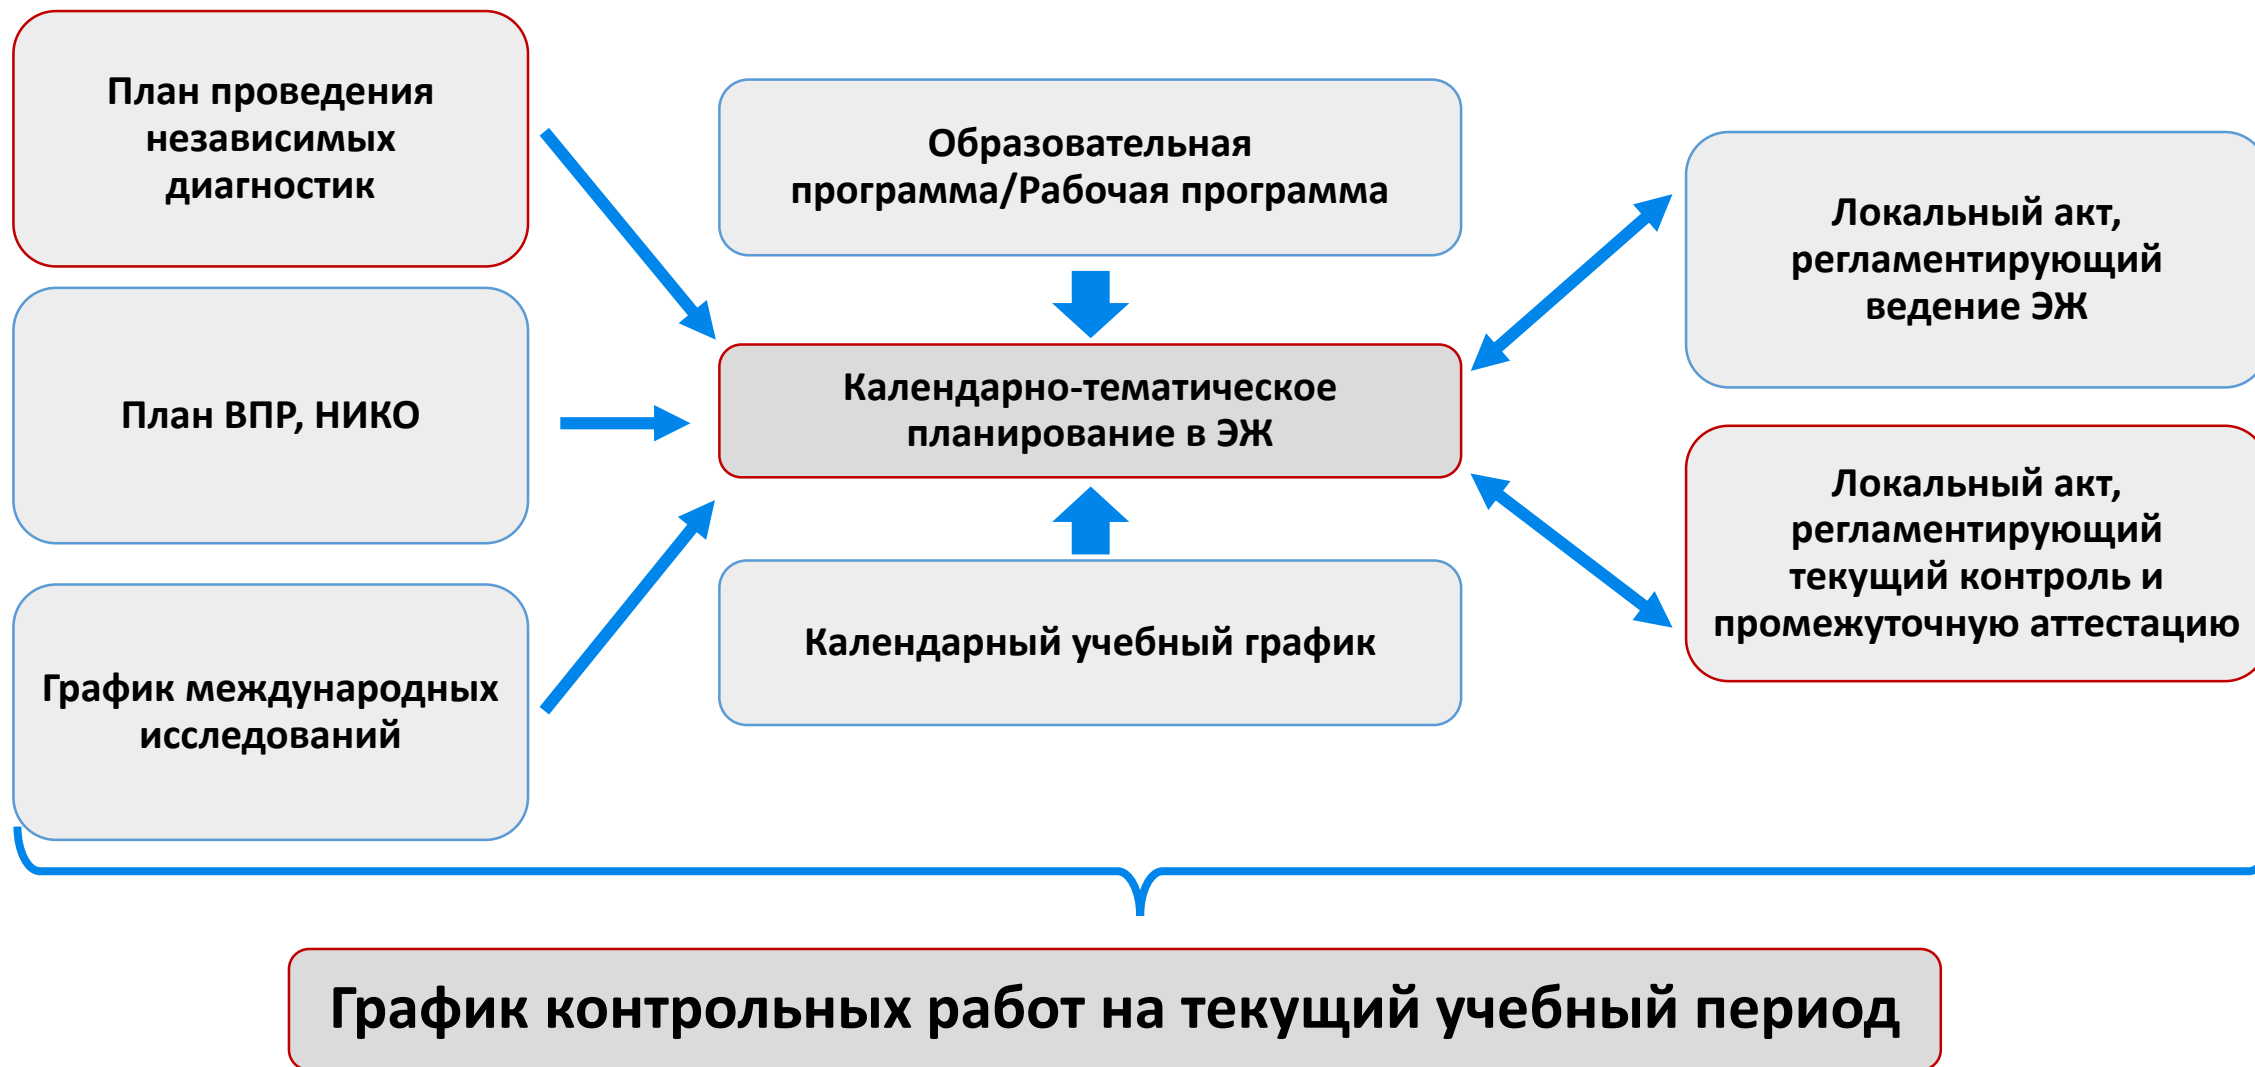 План проведения
независимых
диагностик
План ВПР, НИКО
График международных
исследований
Образовательная
программа/Рабочая программа
Календарно-тематическое
планирование в ЭЖ
Календарный учебный график
Локальный акт,
регламентирующий
ведение ЭЖ
Локальный акт,
регламентирующий
текущий контроль и
промежуточную аттестацию
График контрольных работ на текущий учебный период